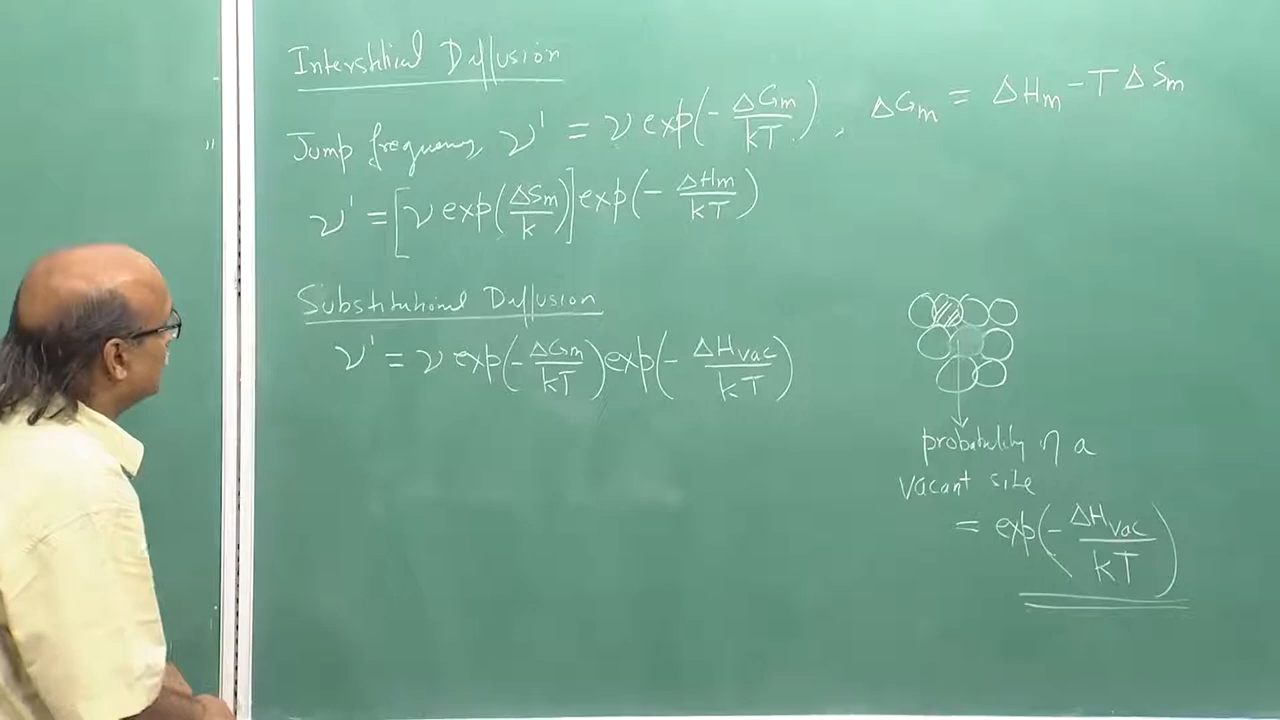 Interstitial Diffusion
Jump frequency ν' = ν exp(- ΔGm/kT), ΔGm = ΔHm - TΔSm
ν' = [ν exp(ΔSm/k)] exp(- ΔHm/kT)
Substitutional Diffusion
ν' = ν exp(- ΔGm/kT) exp(- ΔHvac/kT)
probability of a
vacant site
= exp(- ΔHvac/kT)